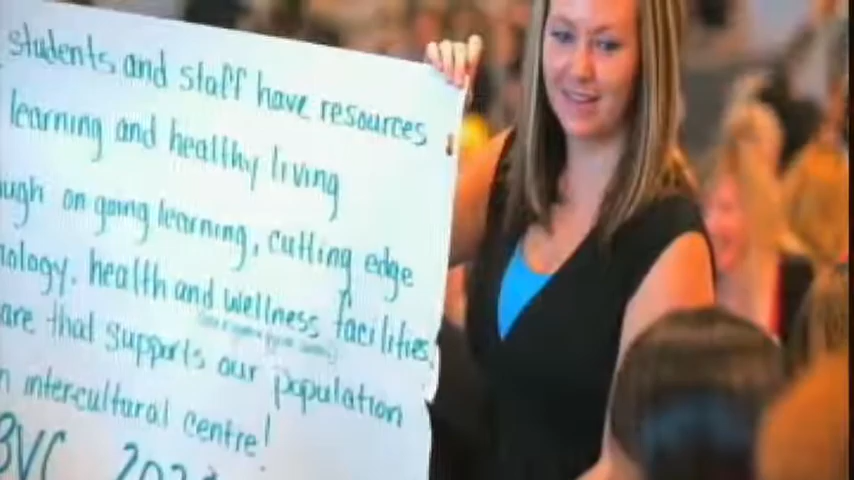 students and staff have resources
learning and healthy living
ugh on going learning, cutting edge
nology, health and wellness facilities,
are that supports our population
n intercultural centre!
BVC